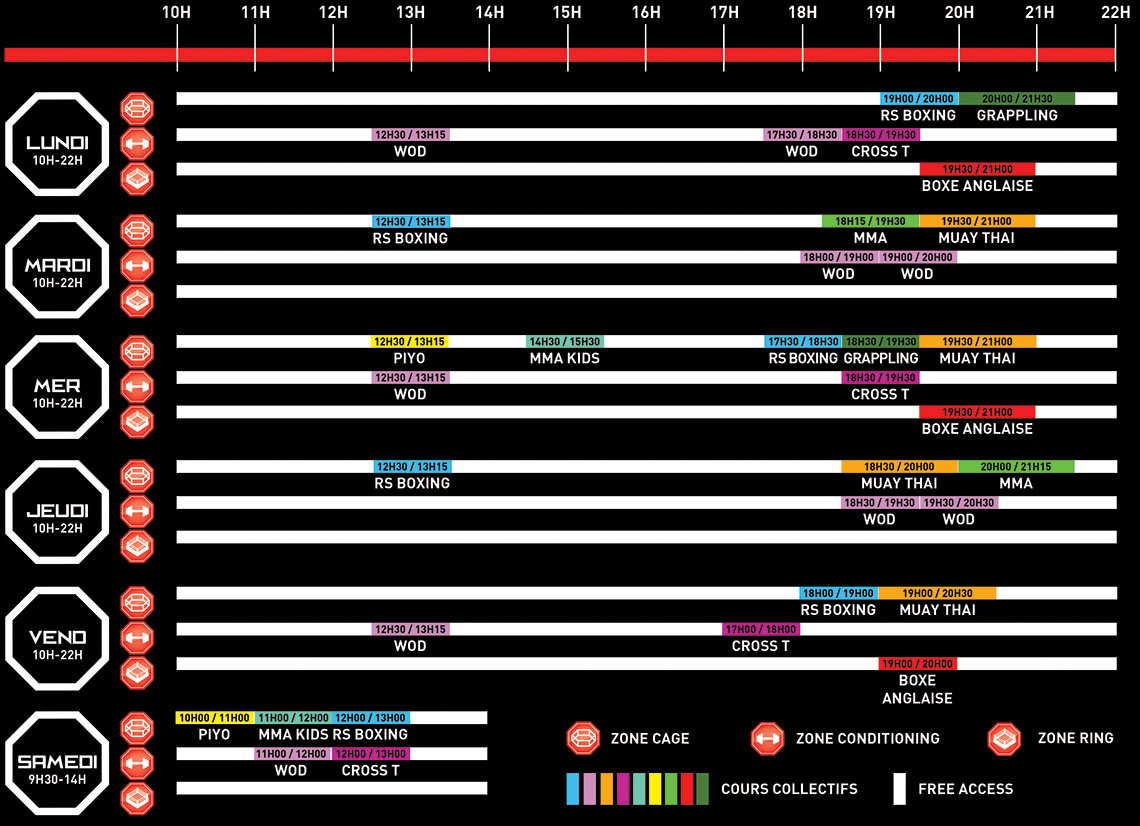 10H 11H 12H 13H 14H 15H 16H 17H 18H 19H 20H 21H 22H
LUNDI
10H-22H
19H00 / 20H00 20H00 / 21H30
RS BOXING GRAPPLING
12H30 / 13H15 17H30 / 18H30 18H30 / 19H30
WOD WOD CROSS T
19H30 / 21H00
BOXE ANGLAISE
MARDI
10H-22H
12H30 / 13H15 18H15 / 19H30 19H30 / 21H00
RS BOXING MMA MUAY THAI
18H00 / 19H00 19H00 / 20H00
WOD WOD
MER
10H-22H
12H30 / 13H15 14H30 / 15H30 17H30 / 18H30 18H30 / 19H30 19H30 / 21H00
PIYO MMA KIDS RS BOXING GRAPPLING MUAY THAI
12H30 / 13H15 18H30 / 19H30
WOD CROSS T
19H30 / 21H00
BOXE ANGLAISE
JEUDI
10H-22H
12H30 / 13H15 18H30 / 20H00 20H00 / 21H15
RS BOXING MUAY THAI MMA
18H30 / 19H30 19H30 / 20H30
WOD WOD
VEND
10H-22H
18H00 / 19H00 19H00 / 20H30
RS BOXING MUAY THAI
12H30 / 13H15 17H00 / 18H00
WOD CROSS T
19H00 / 20H00
BOXE
ANGLAISE
SAMEDI
9H30-14H
10H00 / 11H00 11H00 / 12H00 12H00 / 13H00
PIYO MMA KIDS RS BOXING
11H00 / 12H00 12H00 / 13H00
WOD CROSS T
ZONE CAGE ZONE CONDITIONING ZONE RING
COURS COLLECTIFS FREE ACCESS